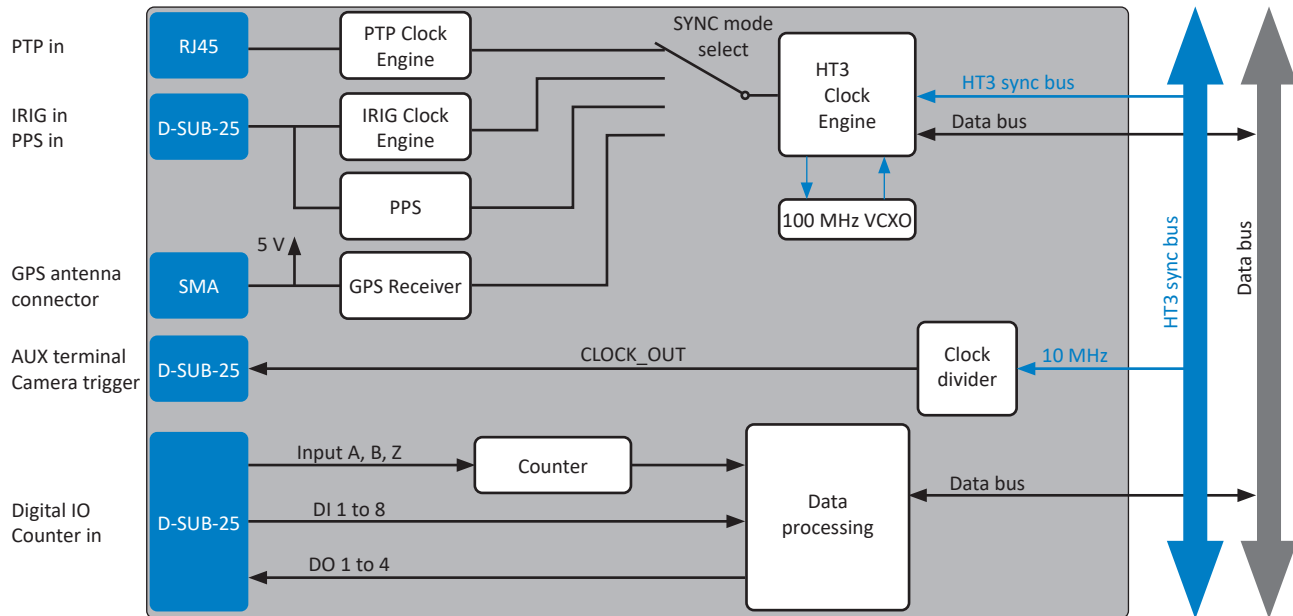 PTP in
RJ45
PTP Clock
Engine
SYNC mode
select
HT3
Clock
Engine
HT3 sync bus
Data bus
IRIG in
PPS in
D-SUB-25
IRIG Clock
Engine
PPS
100 MHz VCXO
5 V
GPS antenna
connector
SMA
GPS Receiver
HT3 sync bus
Data bus
AUX terminal
Camera trigger
D-SUB-25
CLOCK_OUT
Clock
divider
10 MHz
Digital IO
Counter in
D-SUB-25
Input A, B, Z
Counter
DI 1 to 8
DO 1 to 4
Data
processing
Data bus